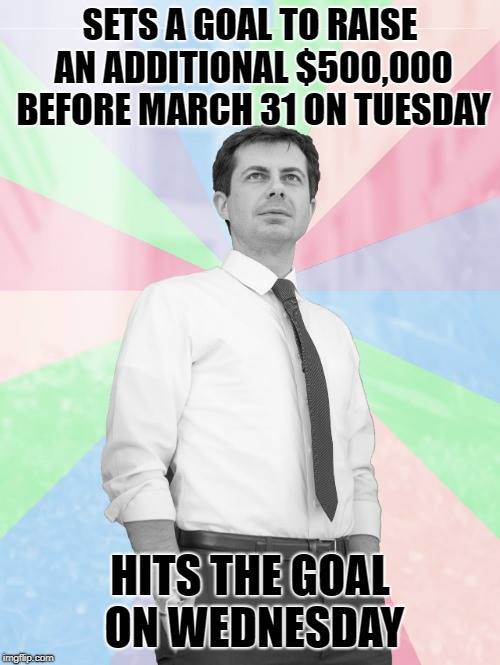 SETS A GOAL TO RAISE
AN ADDITIONAL $500,000
BEFORE MARCH 31 ON TUESDAY
HITS THE GOAL
ON WEDNESDAY
imgflip.com